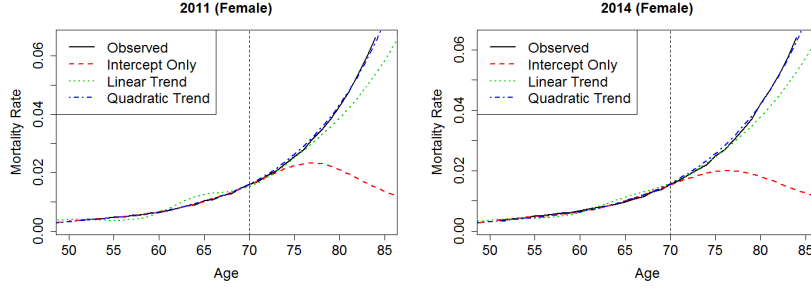 2011 (Female)
Mortality Rate
0.00 0.02 0.04 0.06
Observed
Intercept Only
Linear Trend
Quadratic Trend
50 55 60 65 70 75 80 85
Age
2014 (Female)
Mortality Rate
0.00 0.02 0.04 0.06
Observed
Intercept Only
Linear Trend
Quadratic Trend
50 55 60 65 70 75 80 85
Age